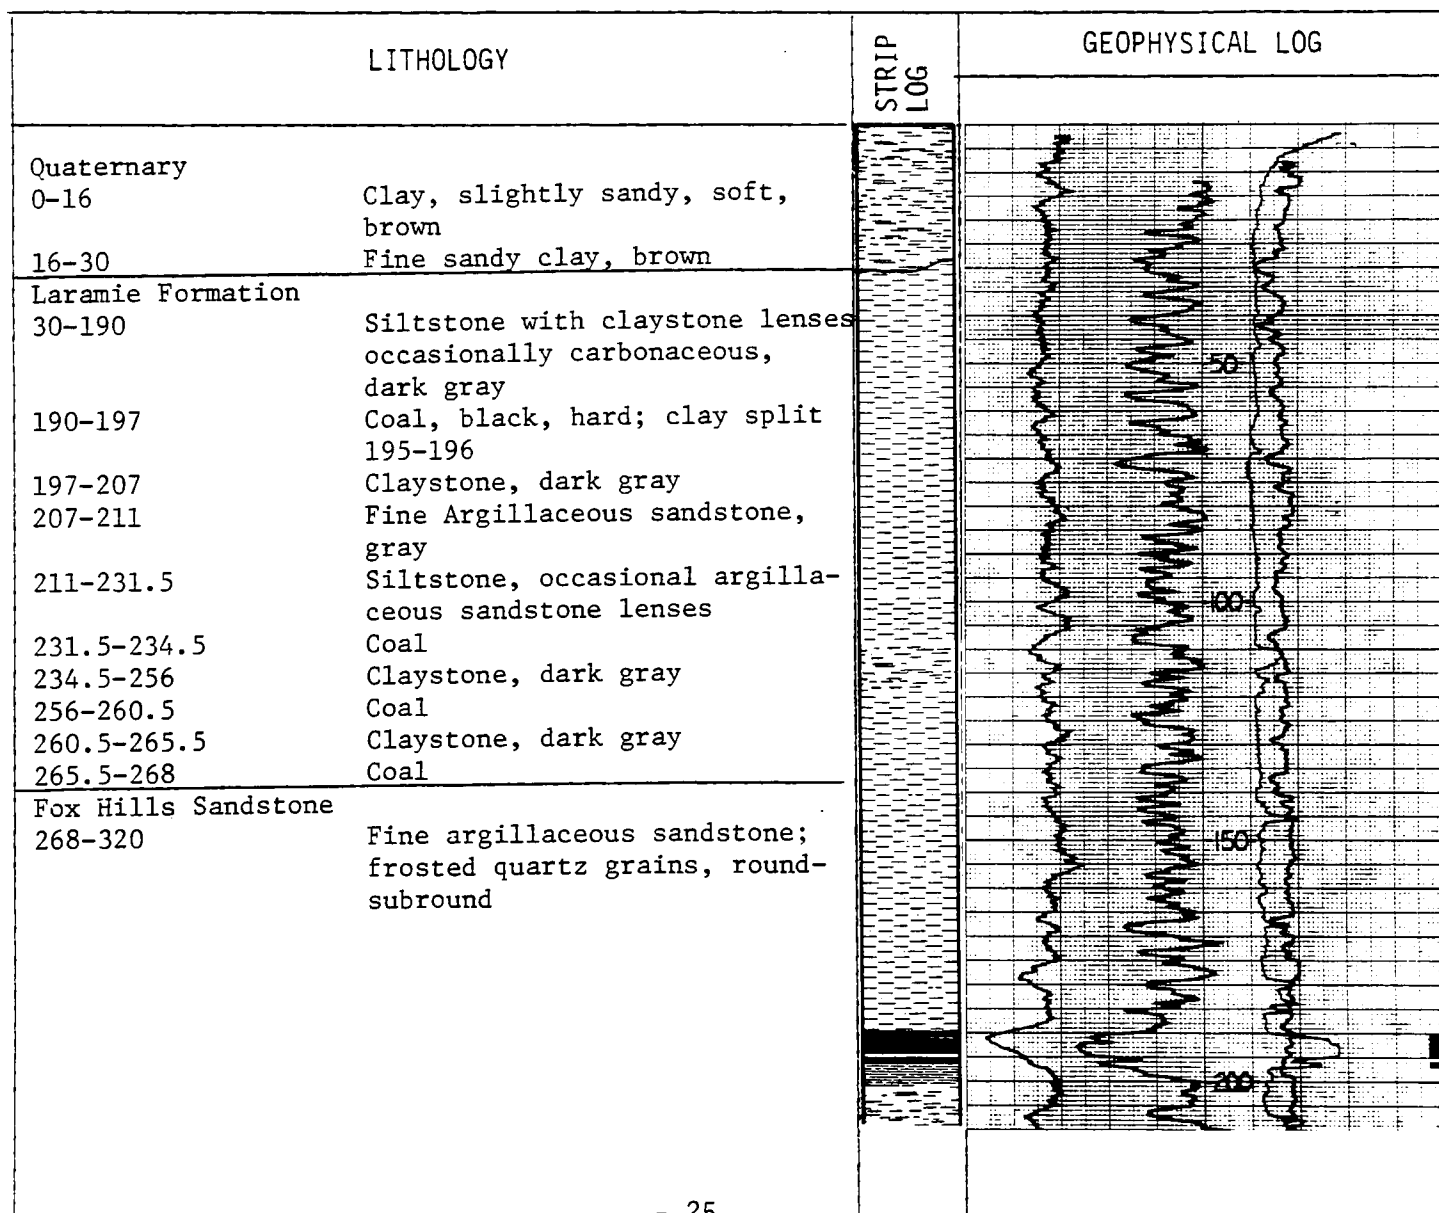 LITHOLOGY
STRIP LOG
GEOPHYSICAL LOG
Quaternary
0-16 Clay, slightly sandy, soft,
brown
16-30 Fine sandy clay, brown
Laramie Formation
30-190 Siltstone with claystone lenses
occasionally carbonaceous,
dark gray
190-197 Coal, black, hard; clay split
195-196
197-207 Claystone, dark gray
207-211 Fine Argillaceous sandstone,
gray
211-231.5 Siltstone, occasional argilla-
ceous sandstone lenses
231.5-234.5 Coal
234.5-256 Claystone, dark gray
256-260.5 Coal
260.5-265.5 Claystone, dark gray
265.5-268 Coal
Fox Hills Sandstone
268-320 Fine argillaceous sandstone;
frosted quartz grains, round-
subround
50
100
150
200
- 25